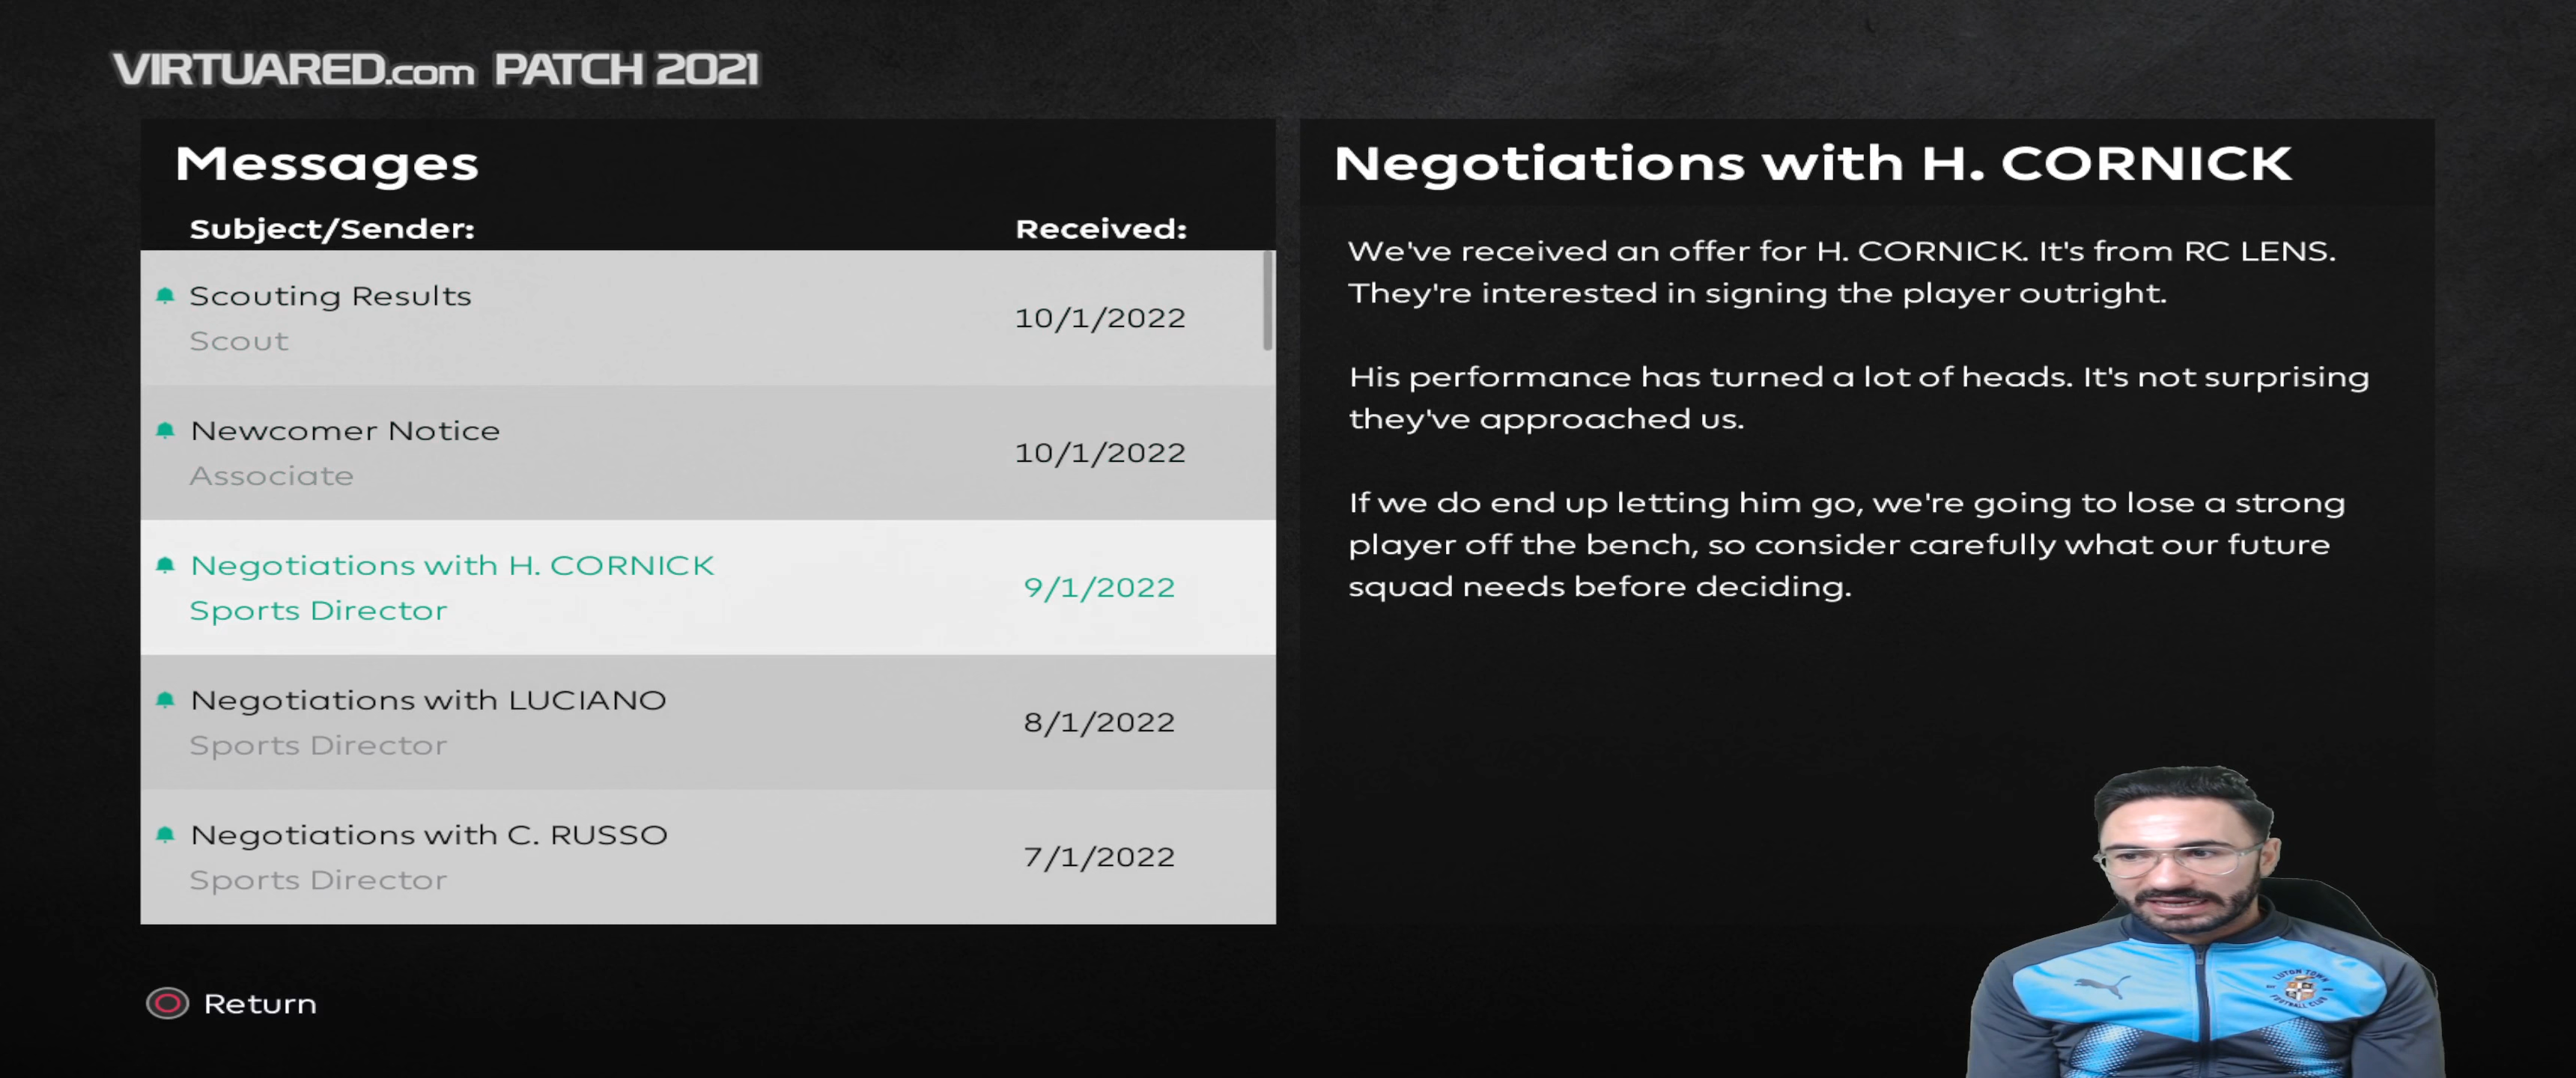 VIRTUARED.com PATCH 2021
Messages
Subject/Sender:
Received:
Scouting Results
Scout
10/1/2022
Newcomer Notice
Associate
10/1/2022
Negotiations with H. CORNICK
Sports Director
9/1/2022
Negotiations with LUCIANO
Sports Director
8/1/2022
Negotiations with C. RUSSO
Sports Director
7/1/2022
Return
Negotiations with H. CORNICK
We've received an offer for H. CORNICK. It's from RC LENS.
They're interested in signing the player outright.
His performance has turned a lot of heads. It's not surprising
they've approached us.
If we do end up letting him go, we're going to lose a strong
player off the bench, so consider carefully what our future
squad needs before deciding.
LUTON TOWN
FOOTBALL CLUB